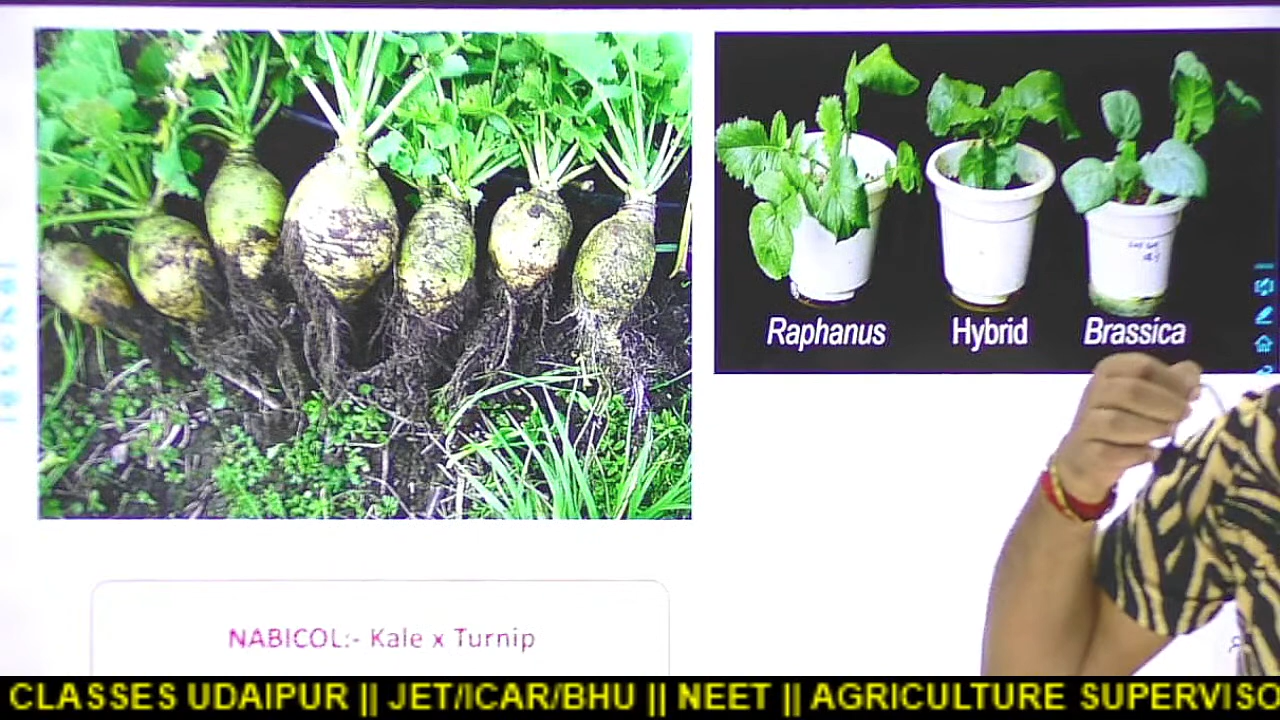 Raphanus
Hybrid
Brassica
NABICOL:- Kale x Turnip
CLASSES UDAIPUR || JET/ICAR/BHU || NEET || AGRICULTURE SUPERVISO